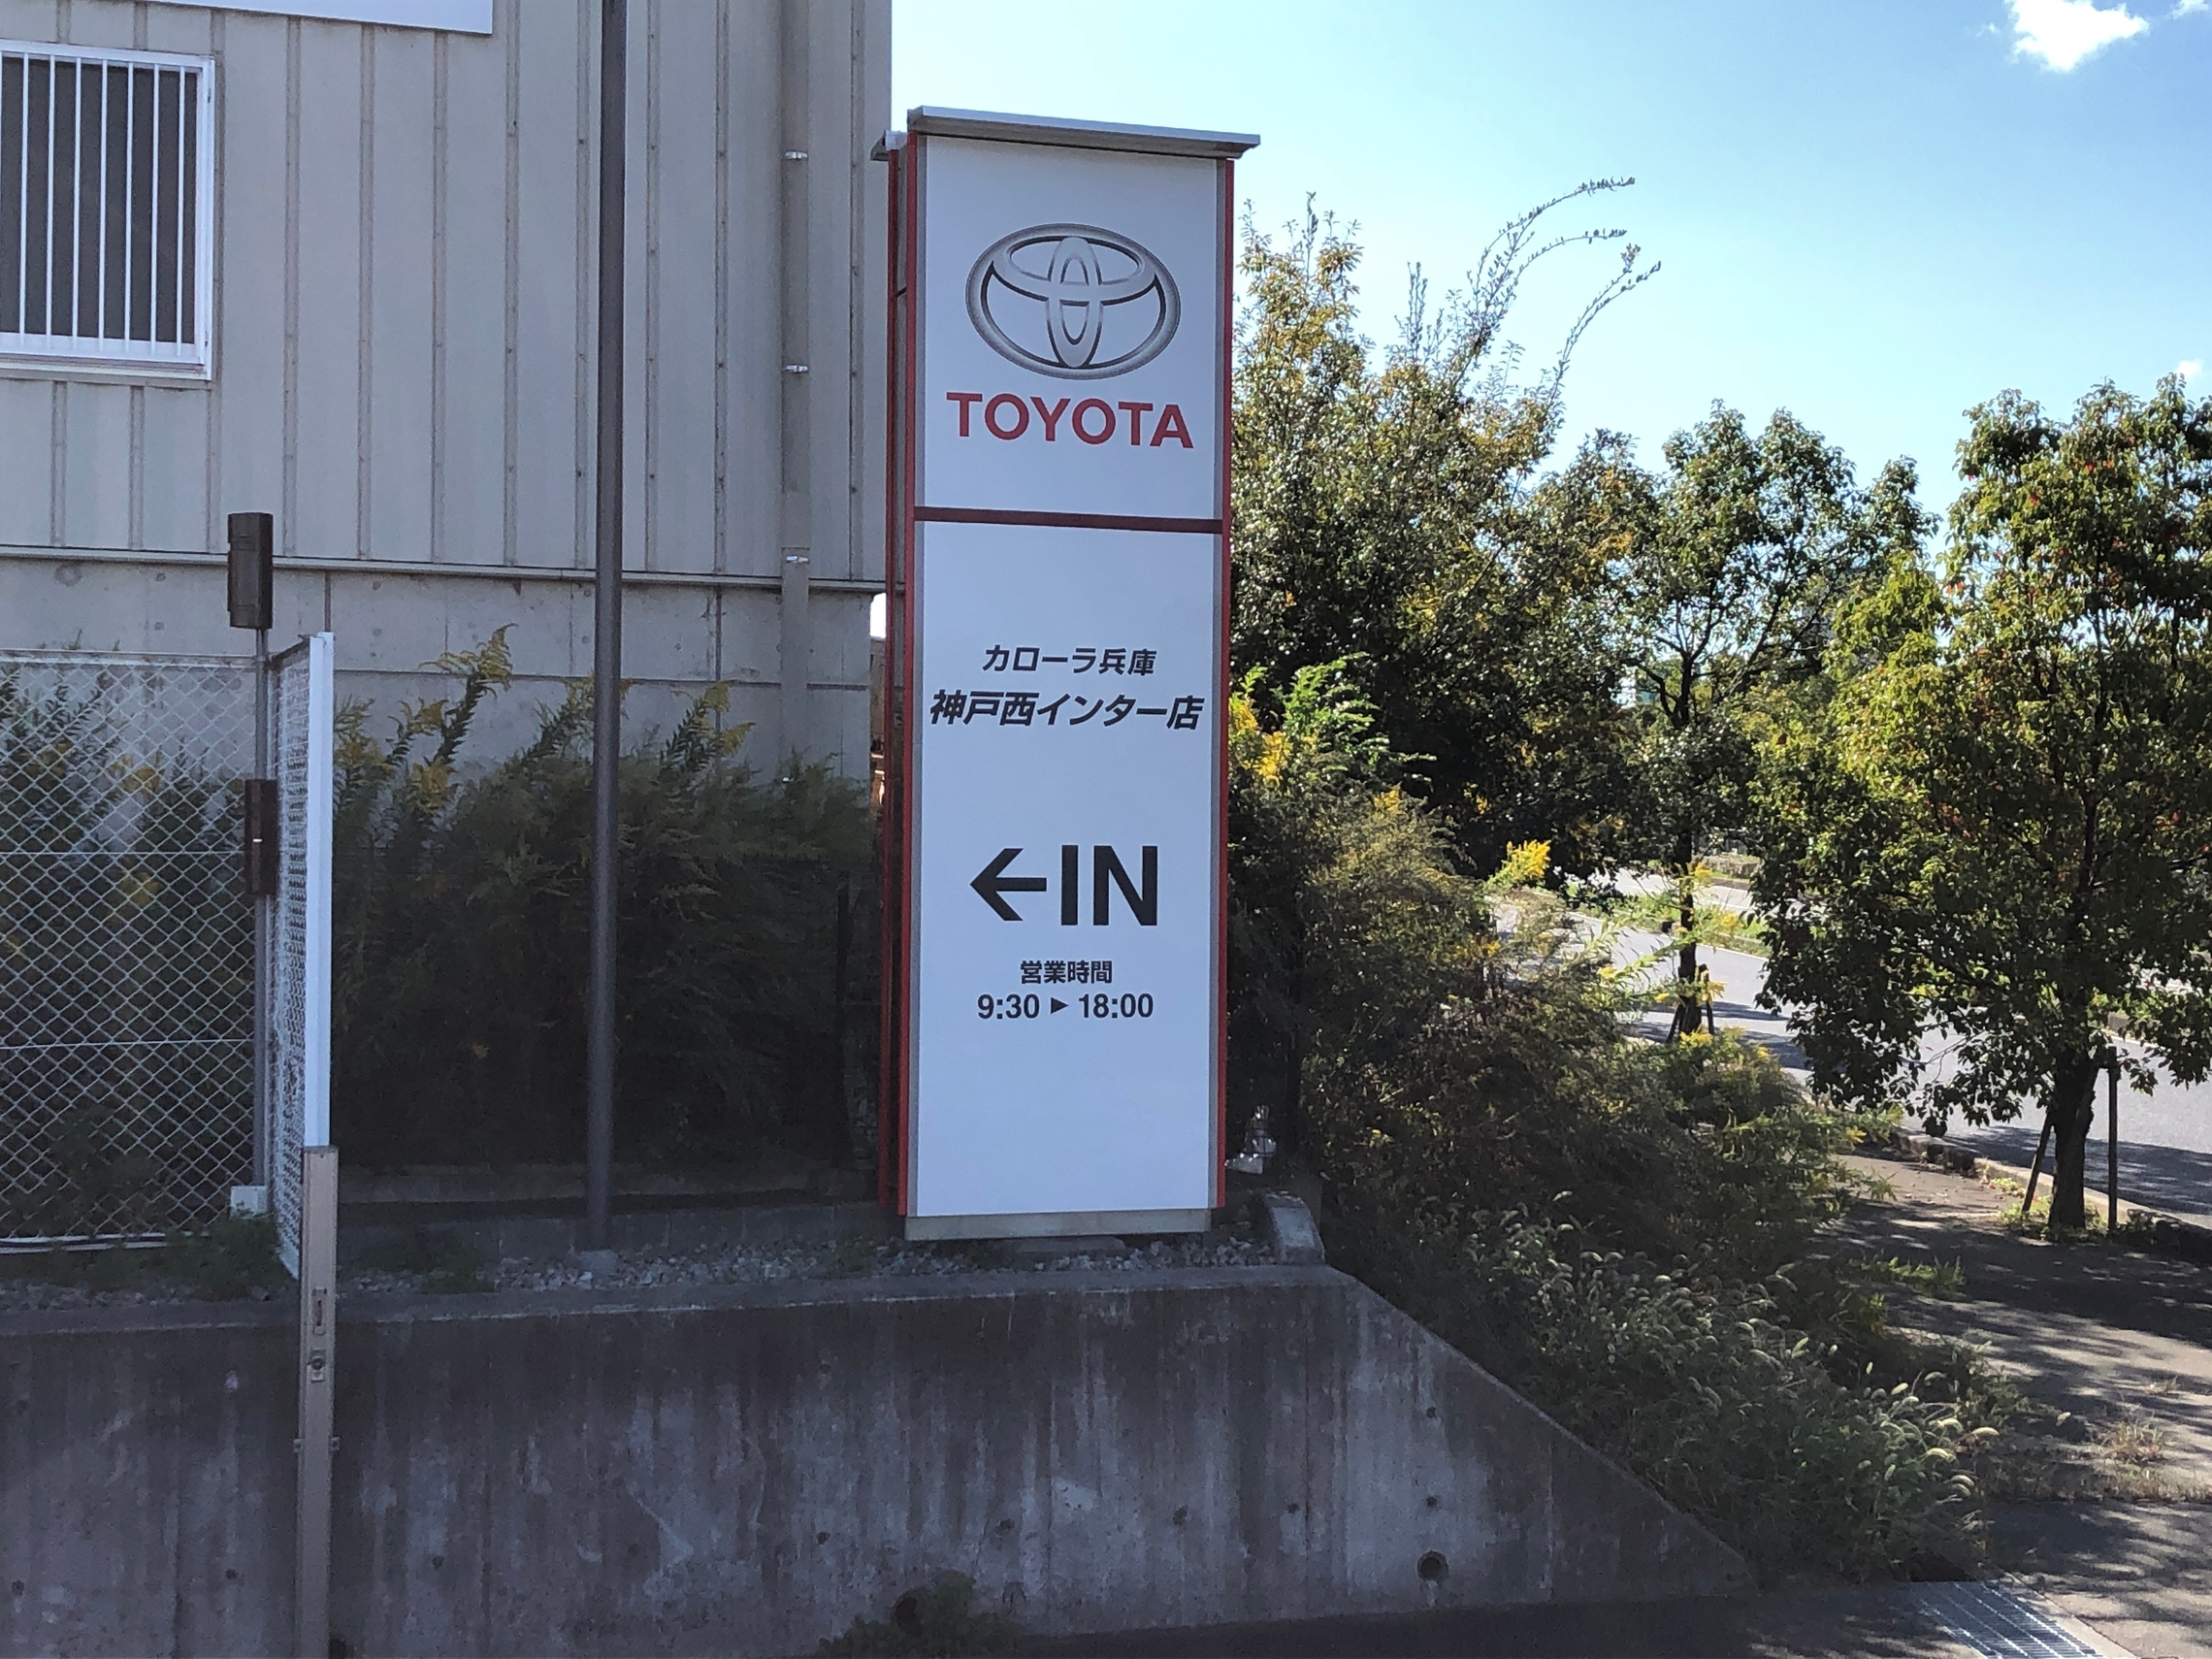 TOYOTA
カローラ兵庫
神戸西インター店
←IN
営業時間
9:30 ▶ 18:00